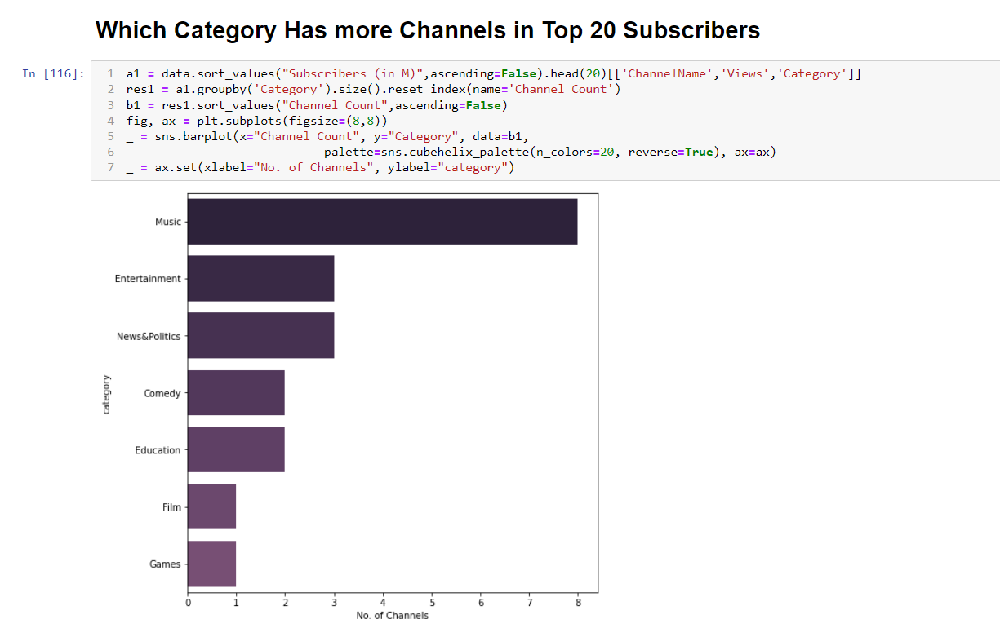 Which Category Has more Channels in Top 20 Subscribers
In [116]:
1 a1 = data.sort_values("Subscribers (in M)",ascending=False).head(20)[['ChannelName','Views','Category']]
2 res1 = a1.groupby('Category').size().reset_index(name='Channel Count')
3 b1 = res1.sort_values("Channel Count",ascending=False)
4 fig, ax = plt.subplots(figsize=(8,8))
5 _ = sns.barplot(x="Channel Count", y="Category", data=b1,
6 palette=sns.cubehelix_palette(n_colors=20, reverse=True), ax=ax)
7 _ = ax.set(xlabel="No. of Channels", ylabel="category")
Music
Entertainment
News&Politics
Comedy
Education
Film
Games
category
0 1 2 3 4 5 6 7 8
No. of Channels